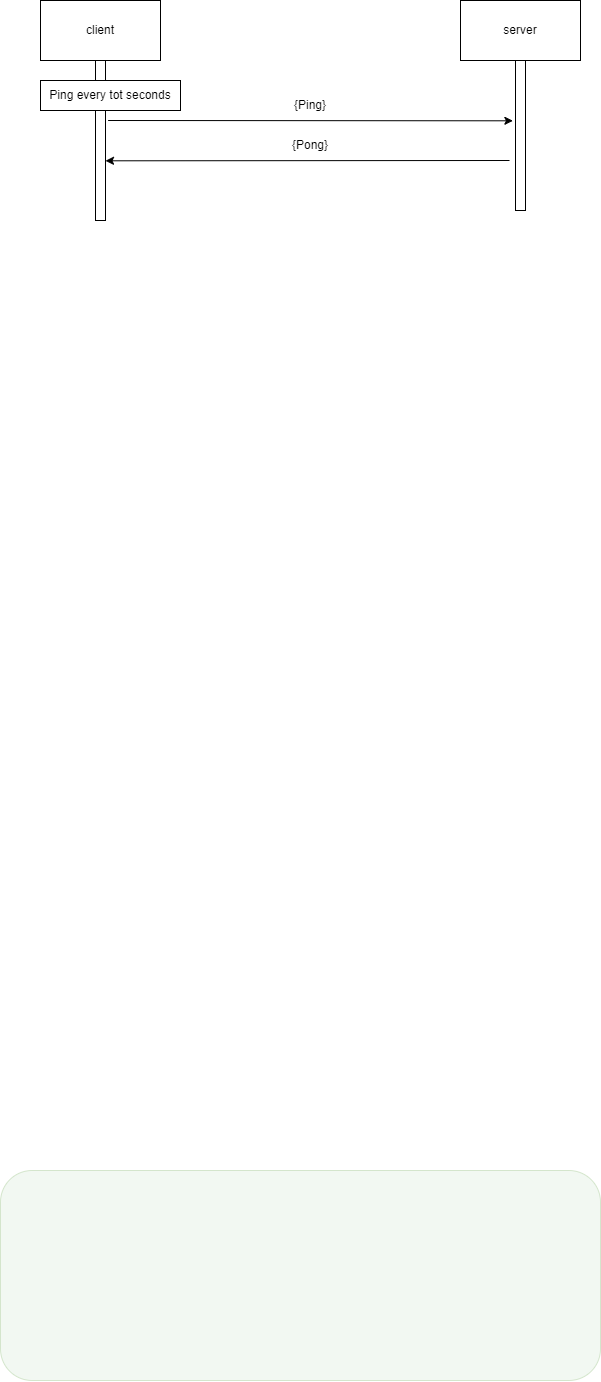 client
server
Ping every tot seconds
{Ping}
{Pong}